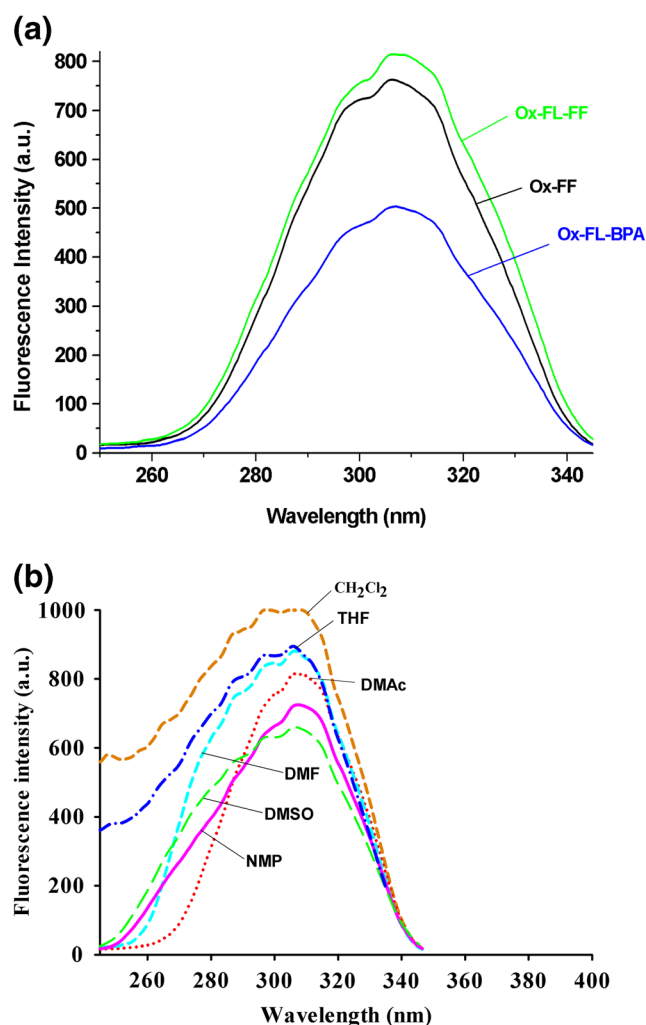 (a)
800
700
600
500
400
300
200
100
0
Fluorescence Intensity (a.u.)
Ox-FL-FF
Ox-FF
Ox-FL-BPA
260 280 300 320 340
Wavelength (nm)
(b)
1000
800
600
400
200
0
Fluorescence intensity (a.u.)
CH₂Cl₂
THF
DMAc
DMF
DMSO
NMP
260 280 300 320 340 360 380 400
Wavelength (nm)